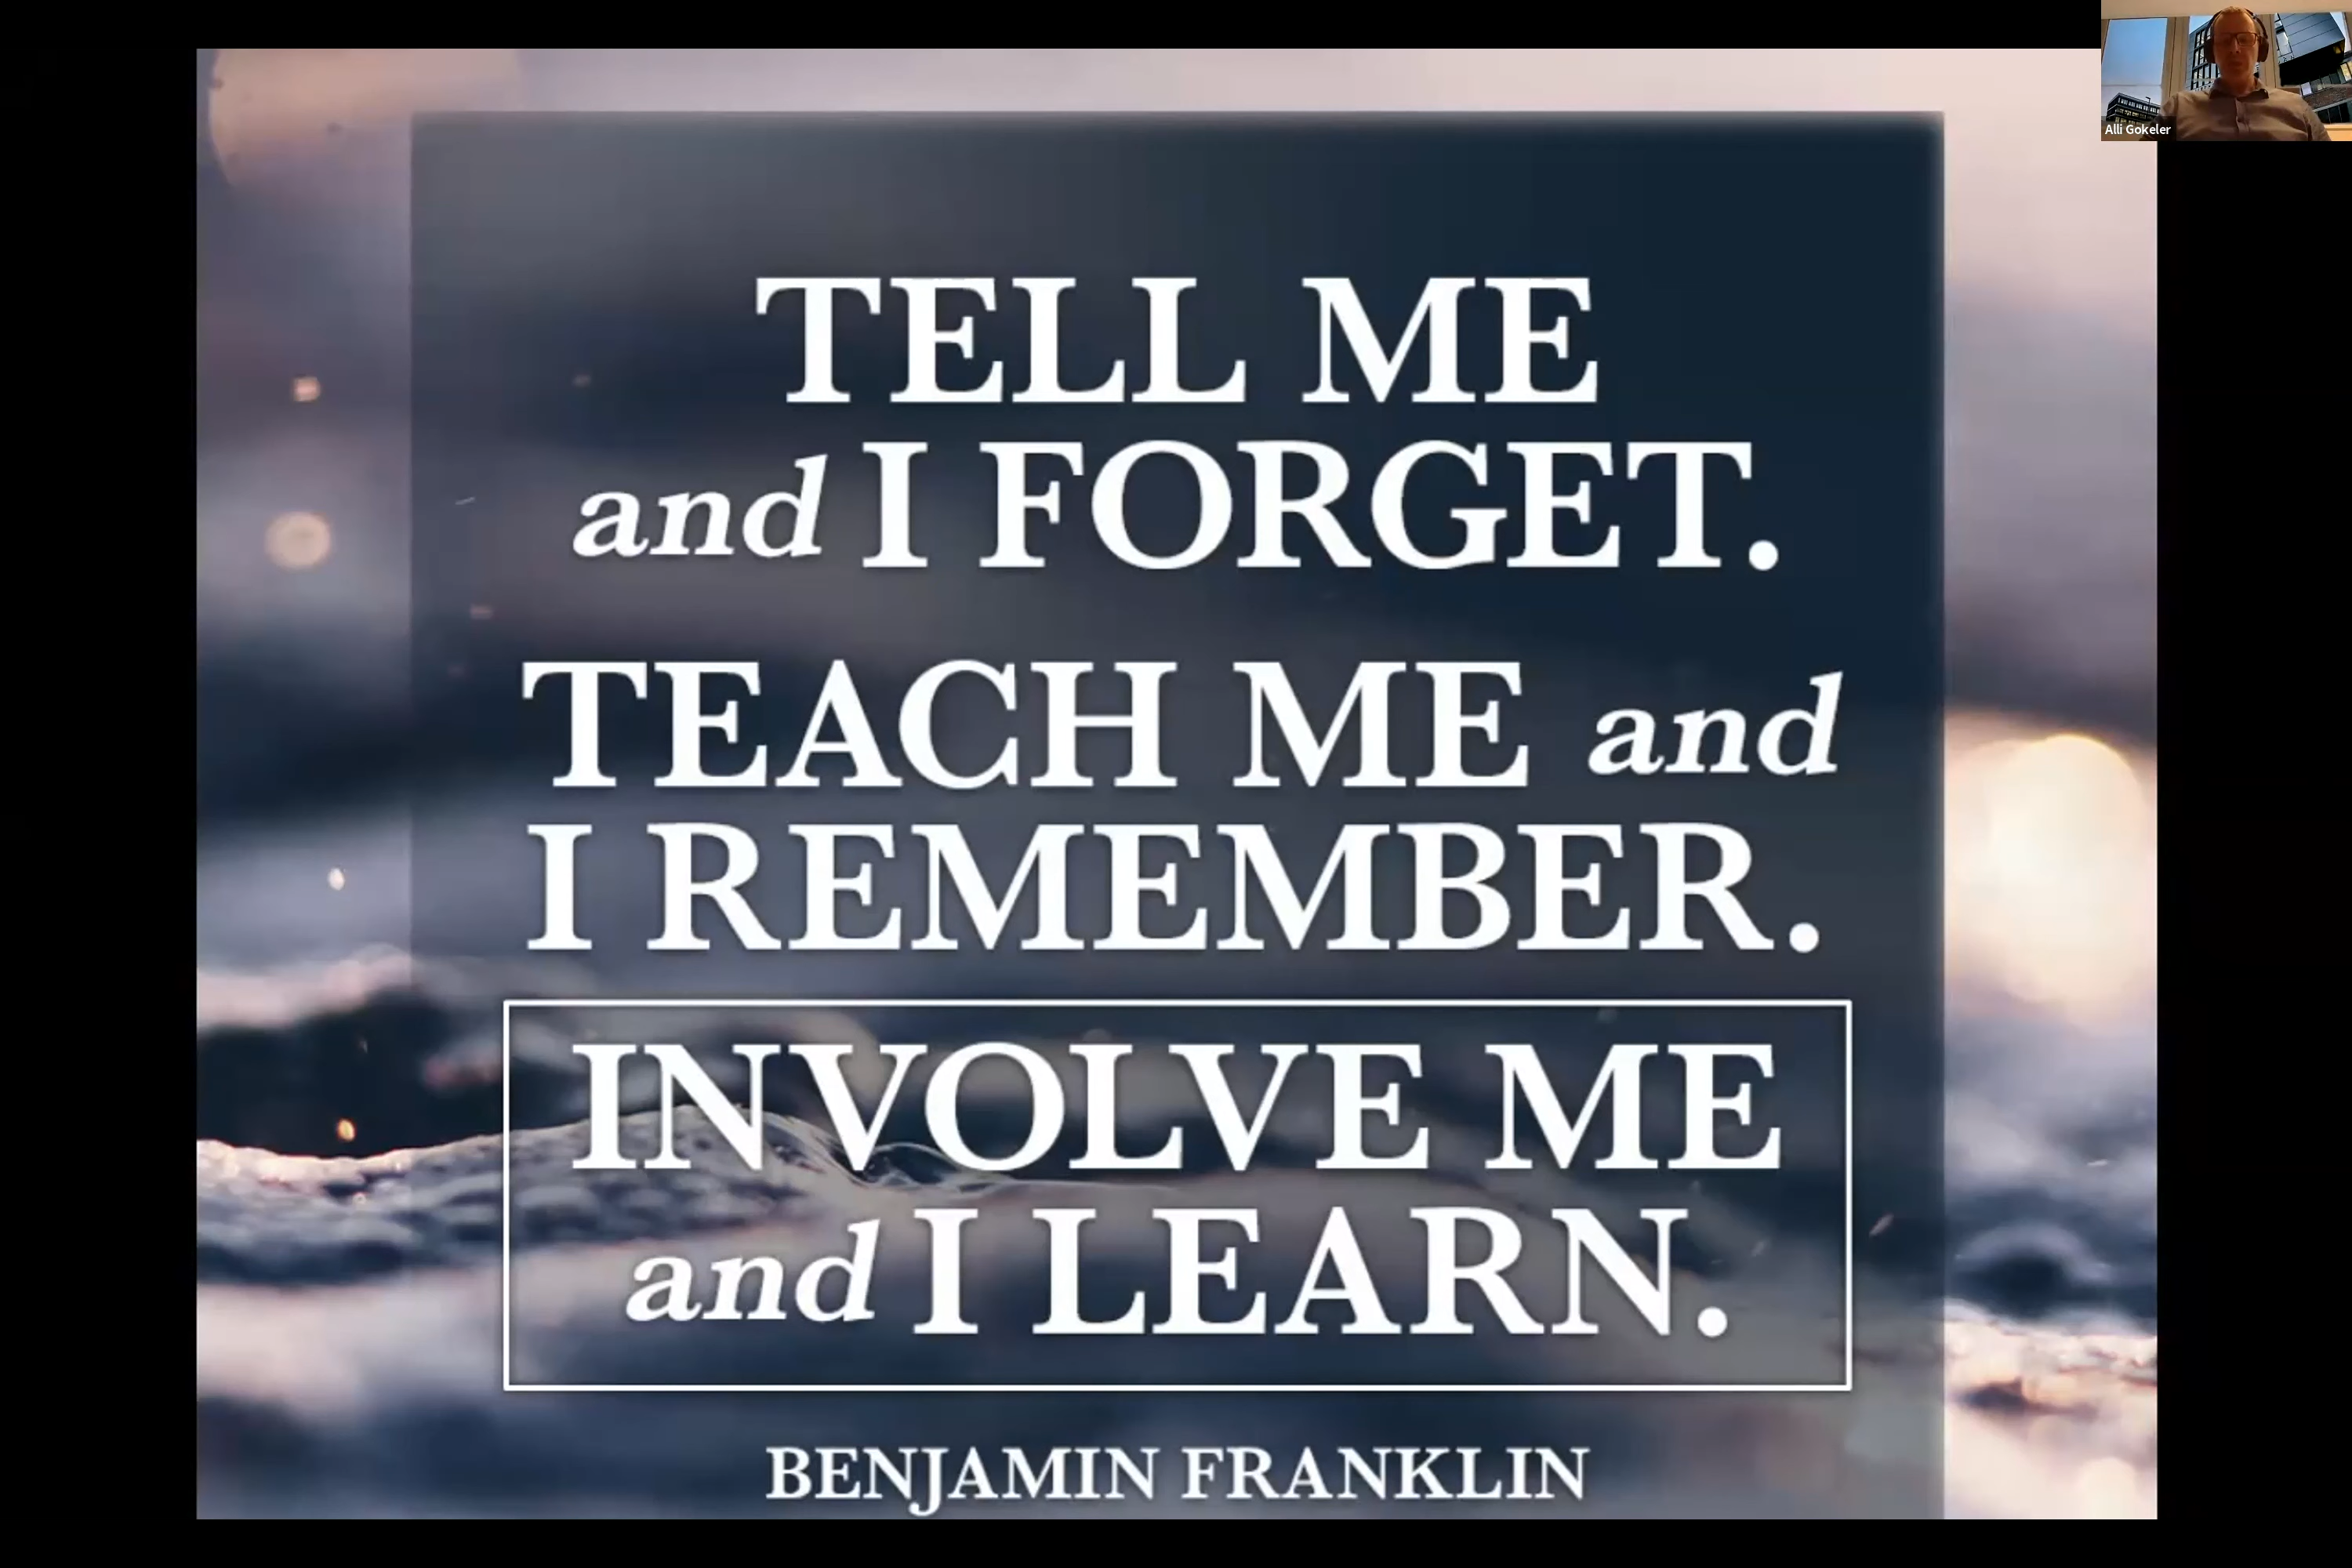 Alli Gokeler
TELL ME
and I FORGET.
TEACH ME and
I REMEMBER.
INVOLVE ME
and I LEARN.
BENJAMIN FRANKLIN